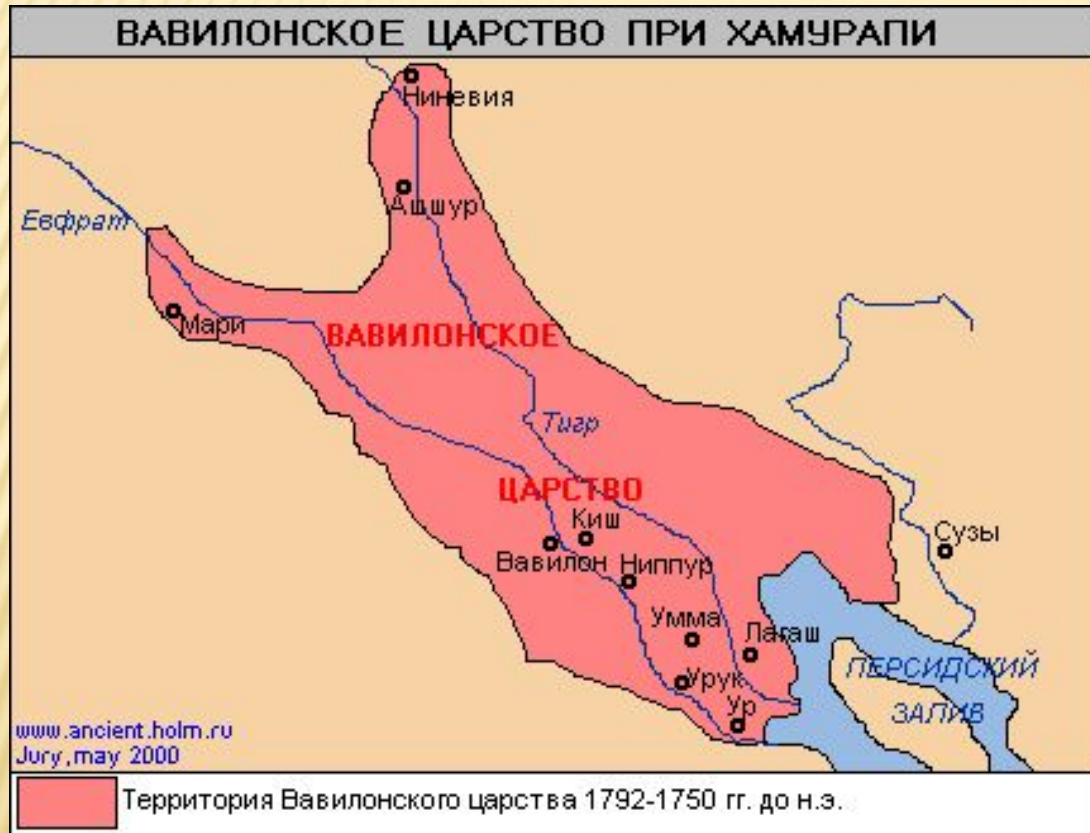 ВАВИЛОНСКОЕ ЦАРСТВО ПРИ ХАМУРАПИ
Ниневия
Ашшур
Евфрат
Мари
ВАВИЛОНСКОЕ
Тигр
ЦАРСТВО
Киш
Сузы
Вавилон
Ниппур
Умма
Лагаш
ПЕРСИДСКИЙ
Урук
Ур
ЗАЛИВ
www.ancient.holm.ru
Jury,may 2000
Территория Вавилонского царства 1792-1750 гг. до н.э.